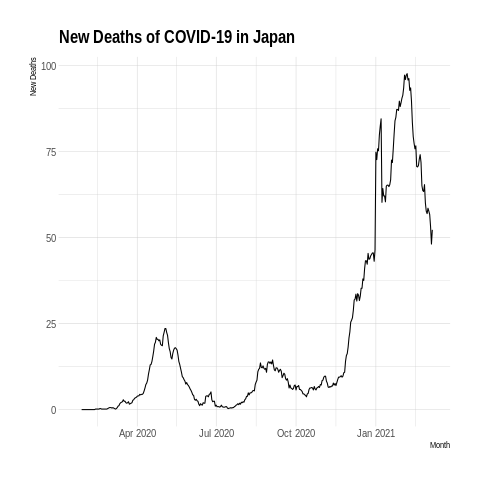 New Deaths of COVID-19 in Japan
New Deaths
100
75
50
25
0
Apr 2020
Jul 2020
Oct 2020
Jan 2021
Month